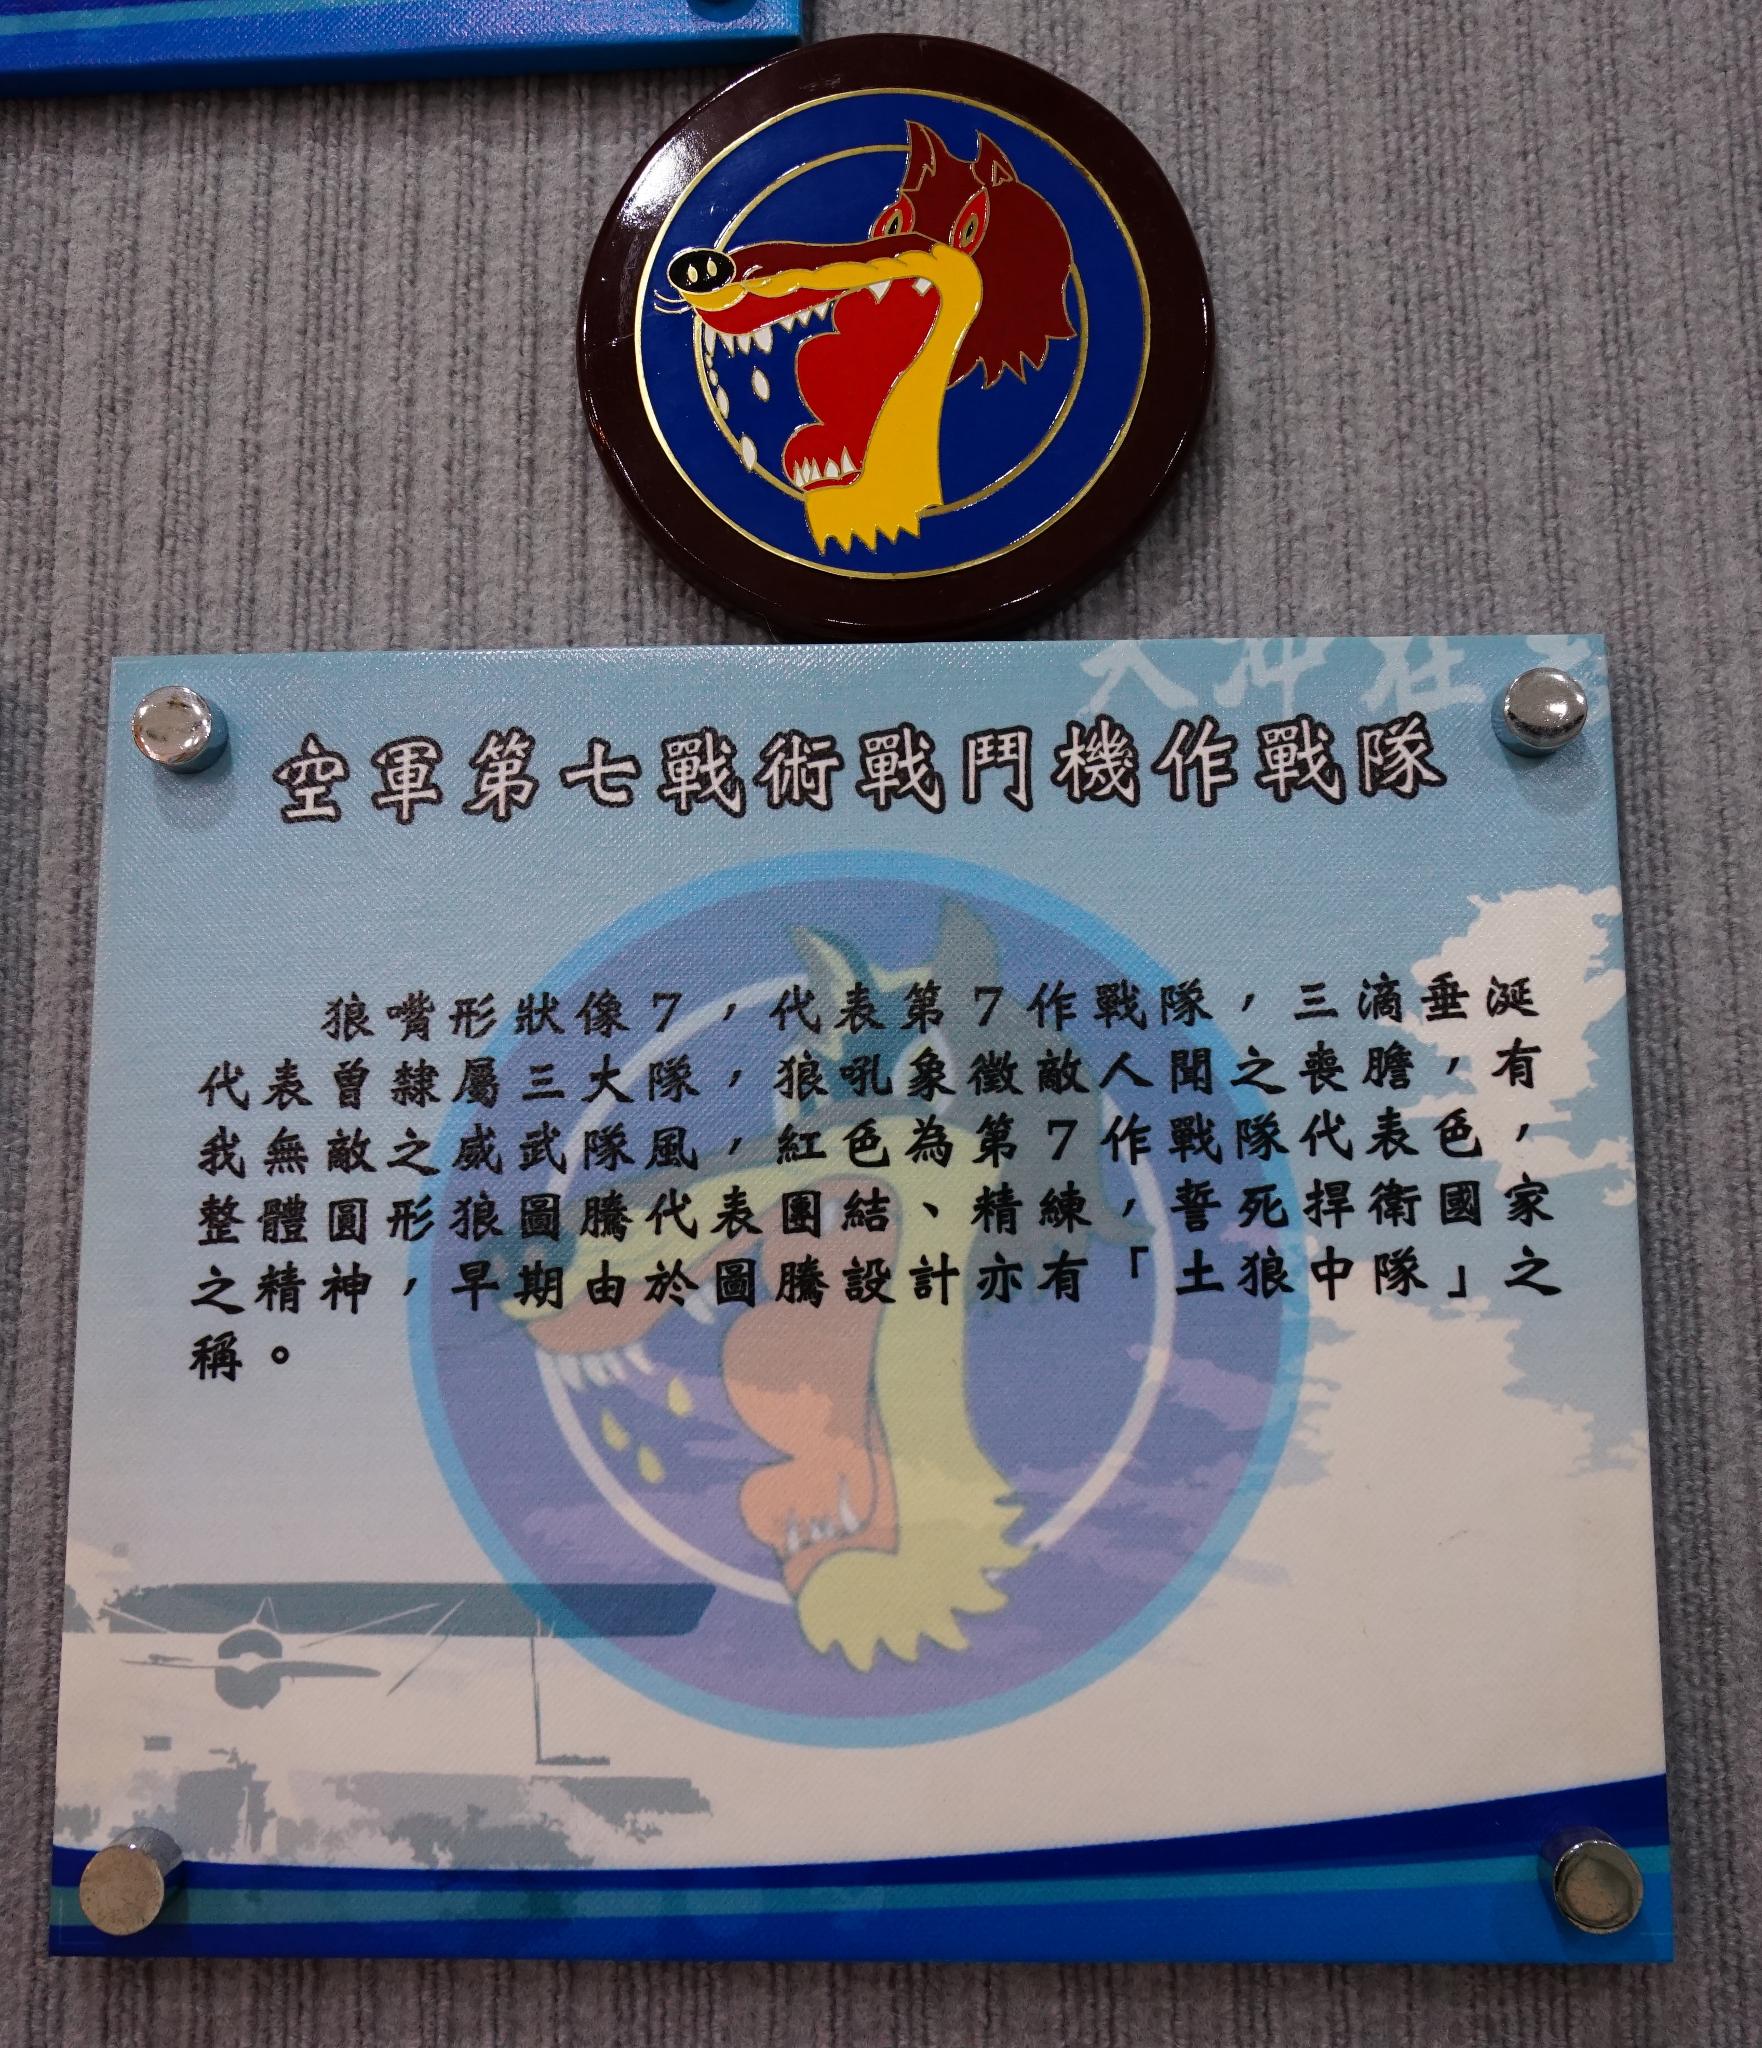 天神在
空軍第七戰術戰鬥機作戰隊
狼嘴形狀像7，代表第7作戰隊，三滴垂涎
代表曾隸屬三大隊，狼吼象徵敵人聞之喪膽，有
我無敵之威武隊風，紅色為第7作戰隊代表色，
整體圓形狼圖騰代表團結、精練，誓死捍衛國家
之精神，早期由於圖騰設計亦有「土狼中隊」之
稱。